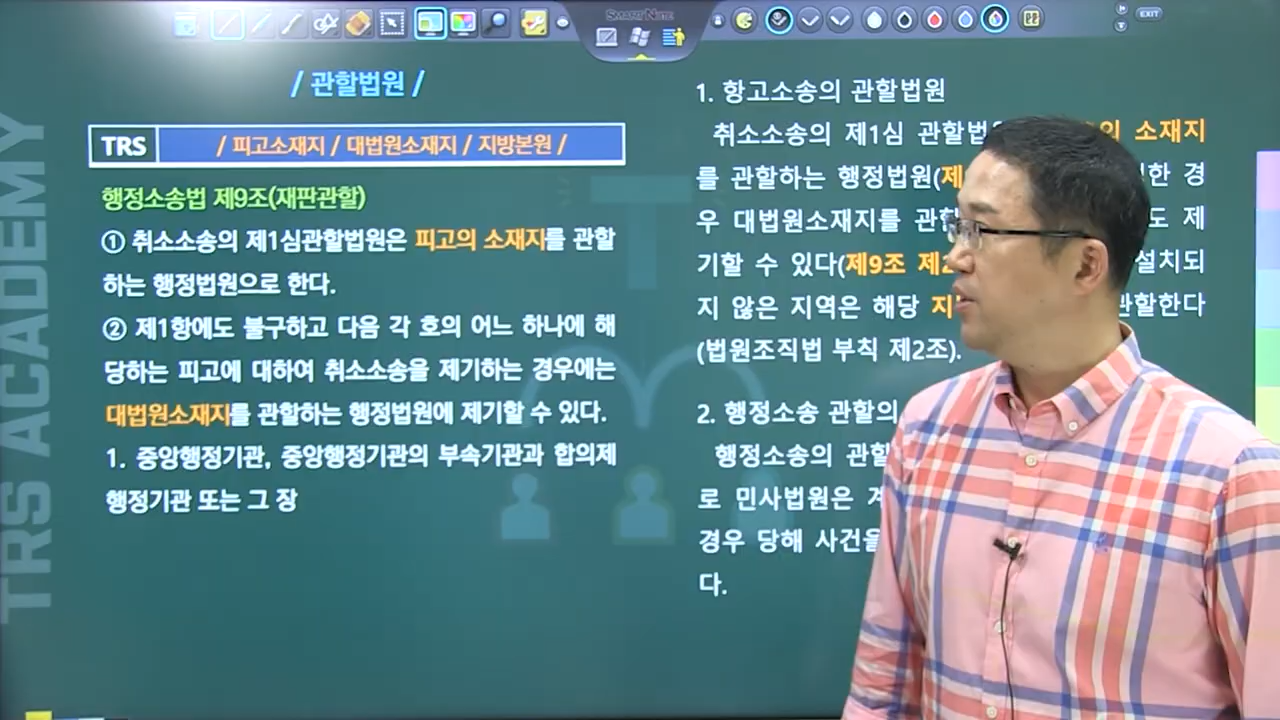 SMARTNOTE
EXIT
TRS ACADEMY
/ 관할법원 /
TRS / 피고소재지 / 대법원소재지 / 지방본원 /
행정소송법 제9조(재판관할)
① 취소소송의 제1심관할법원은 피고의 소재지를 관할
하는 행정법원으로 한다.
② 제1항에도 불구하고 다음 각 호의 어느 하나에 해
당하는 피고에 대하여 취소소송을 제기하는 경우에는
대법원소재지를 관할하는 행정법원에 제기할 수 있다.
1. 중앙행정기관, 중앙행정기관의 부속기관과 합의제
행정기관 또는 그 장
1. 항고소송의 관할법원
취소소송의 제1심 관할법 소재지
를 관할하는 행정법원(제 한 경
우 대법원소재지를 관할 도 제
기할 수 있다(제9조 제2 설치되
지 않은 지역은 해당 지 관할한다
(법원조직법 부칙 제2조).
2. 행정소송 관할의
행정소송의 관할
로 민사법원은
경우 당해 사건을
다.